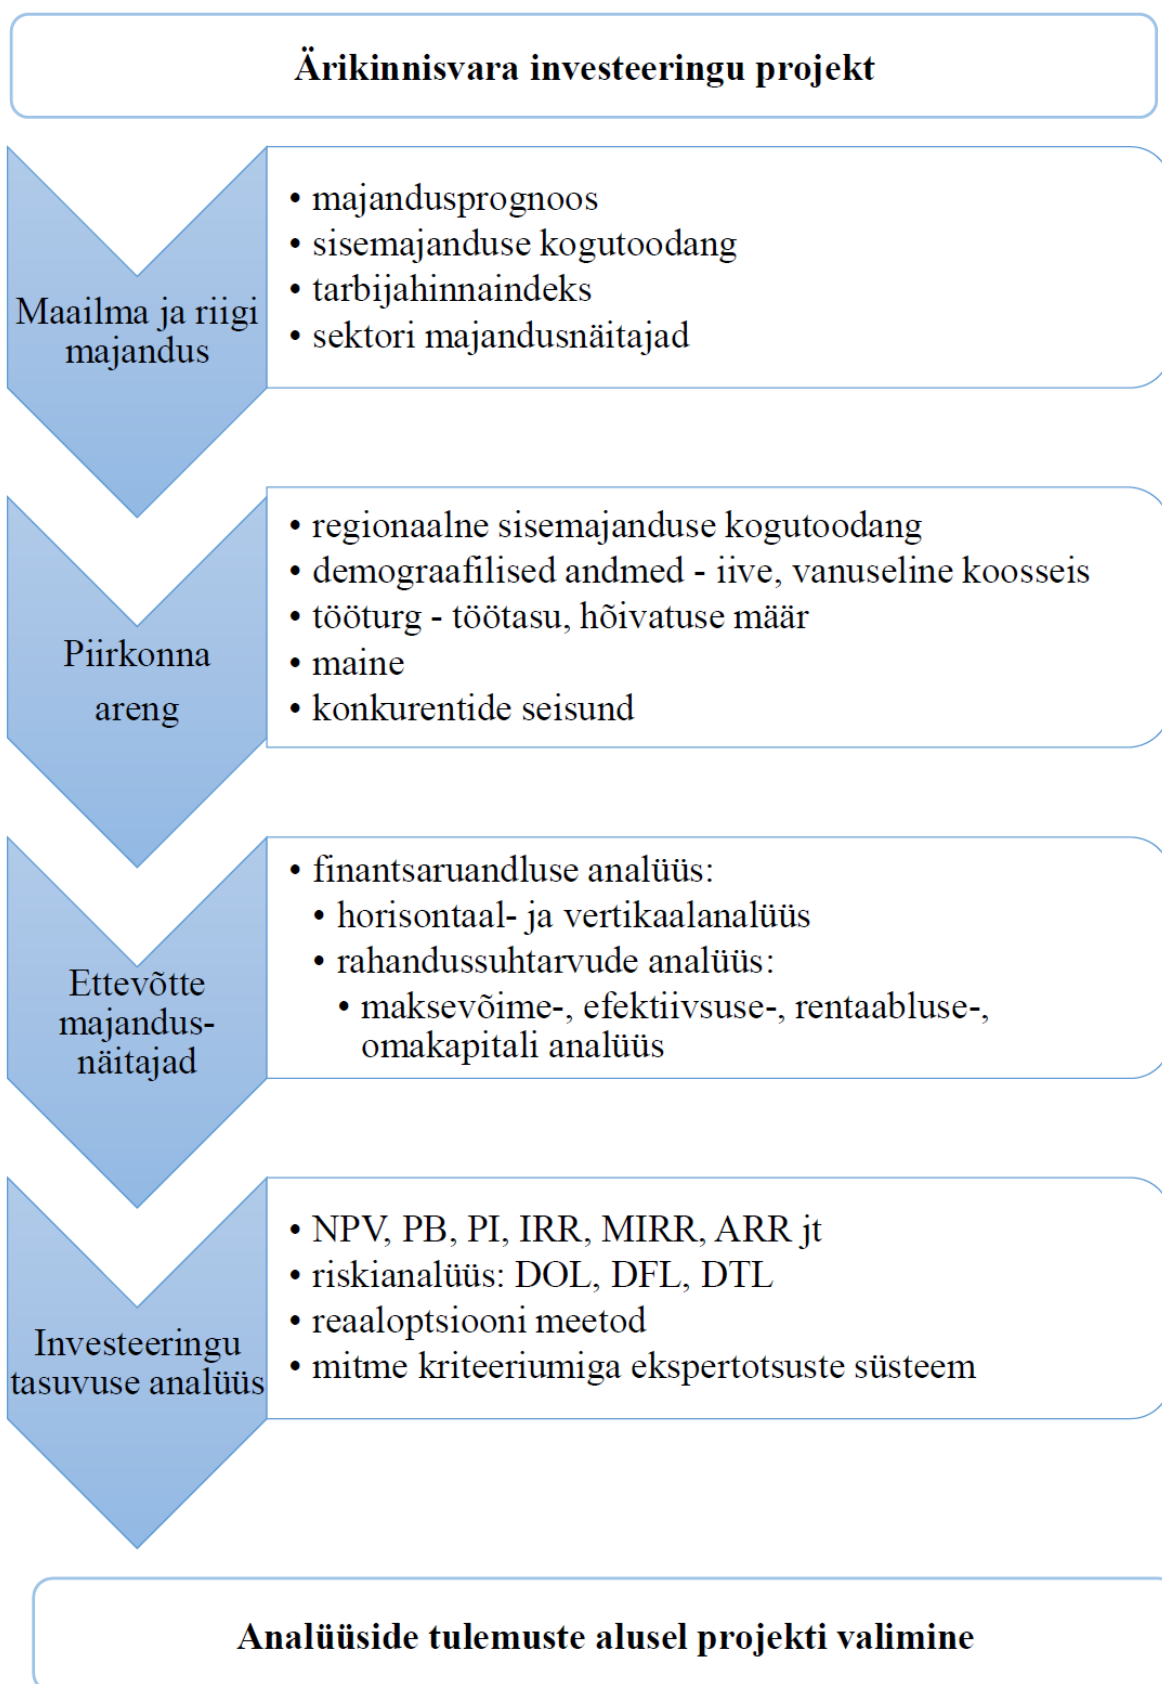 Ärikinnisvara investeeringu projekt
Maailma ja riigi
majandus
• majandusprognoos
• sisemajanduse kogutoodang
• tarbijahinnaindeks
• sektori majandusnäitajad
Piirkonna
areng
• regionaalne sisemajanduse kogutoodang
• demograafilised andmed - iive, vanuseline koosseis
• tööturg - töötasu, hõivatuse määr
• maine
• konkurentide seisund
Ettevõtte
majandus-
näitajad
• finantsaruandluse analüüs:
• horisontaal- ja vertikaalanalüüs
• rahandussuhtarvude analüüs:
• maksevõime-, efektiivsuse-, rentaabluse-,
omakapitali analüüs
Investeeringu
tasuvuse analüüs
• NPV, PB, PI, IRR, MIRR, ARR jt
• riskianalüüs: DOL, DFL, DTL
• reaaloptsiooni meetod
• mitme kriteeriumiga ekspertotsuste süsteem
Analüüside tulemuste alusel projekti valimine